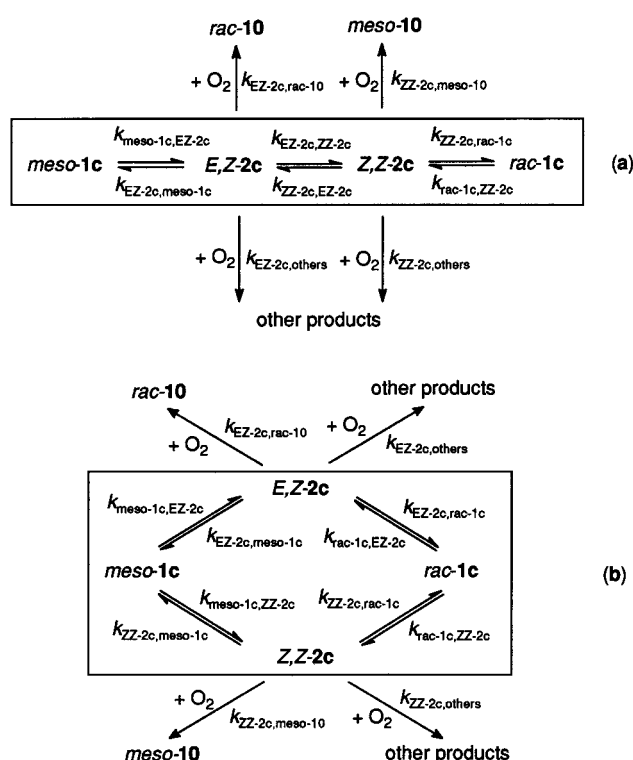 rac-10 meso-10
+ O2 kEZ-2c,rac-10 + O2 kZZ-2c,meso-10
kmeso-1c,EZ-2c kEZ-2c,ZZ-2c kZZ-2c,rac-1c
meso-1c E,Z-2c Z,Z-2c rac-1c (a)
kEZ-2c,meso-1c kZZ-2c,EZ-2c krac-1c,ZZ-2c
+ O2 kEZ-2c,others + O2 kZZ-2c,others
other products
rac-10 other products
kEZ-2c,rac-10 + O2
+ O2 kEZ-2c,others
E,Z-2c
kmeso-1c,EZ-2c kEZ-2c,rac-1c
kEZ-2c,meso-1c krac-1c,EZ-2c
meso-1c rac-1c (b)
kmeso-1c,ZZ-2c kZZ-2c,rac-1c
kZZ-2c,meso-1c krac-1c,ZZ-2c
Z,Z-2c
+ O2 kZZ-2c,others
kZZ-2c,meso-10 + O2
meso-10 other products